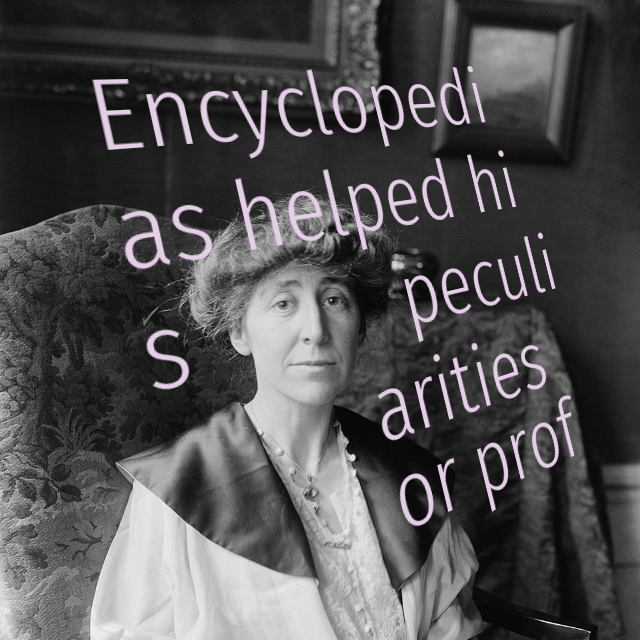 Encyclopedi
as helped hi
s
peculi
arities
or prof